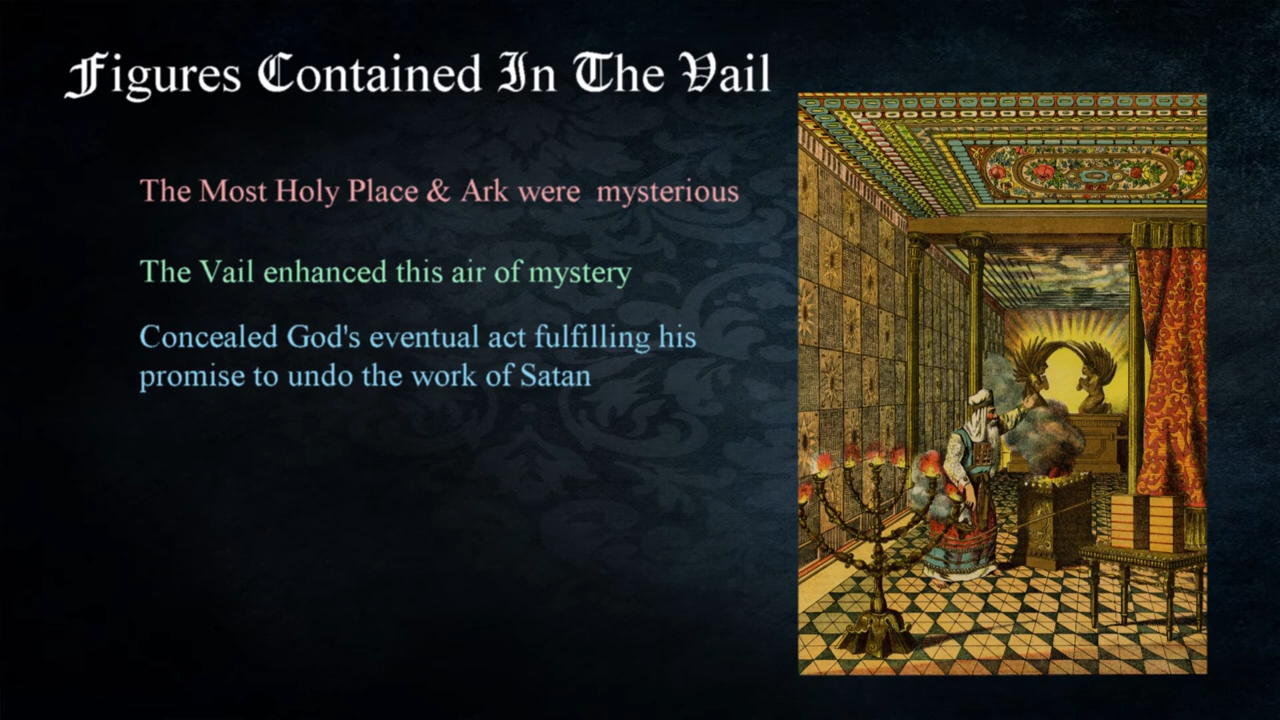 Figures Contained In The Vail
The Most Holy Place & Ark were  mysterious
The Vail enhanced this air of mystery
Concealed God's eventual act fulfilling his
promise to undo the work of Satan